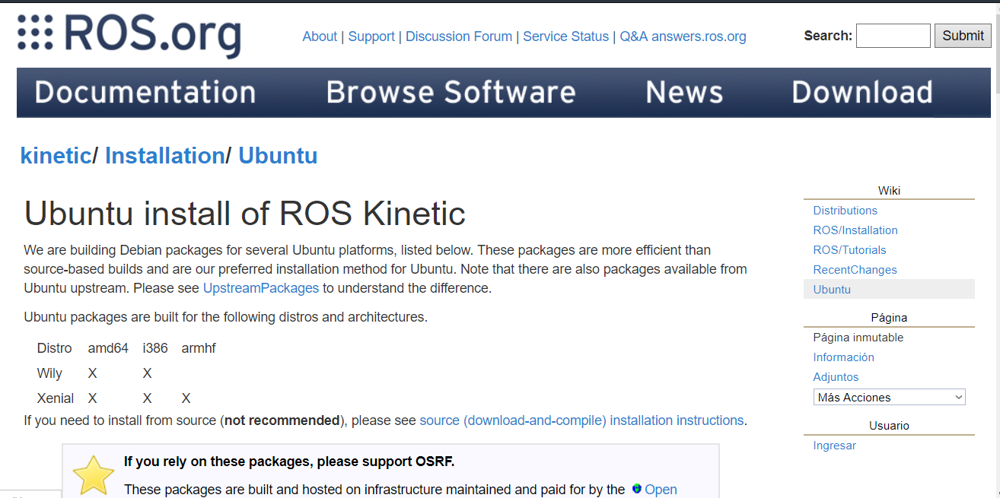 ROS.org
About | Support | Discussion Forum | Service Status | Q&A answers.ros.org
Search:
Submit
Documentation
Browse Software
News
Download
kinetic/ Installation/ Ubuntu
Ubuntu install of ROS Kinetic
We are building Debian packages for several Ubuntu platforms, listed below. These packages are more efficient than
source-based builds and are our preferred installation method for Ubuntu. Note that there are also packages available from
Ubuntu upstream. Please see UpstreamPackages to understand the difference.
Ubuntu packages are built for the following distros and architectures.
Distro amd64 i386 armhf
Wily X X
Xenial X X X
If you need to install from source (not recommended), please see source (download-and-compile) installation instructions.
If you rely on these packages, please support OSRF.
These packages are built and hosted on infrastructure maintained and paid for by the Open
Wiki
Distributions
ROS/Installation
ROS/Tutorials
RecentChanges
Ubuntu
Página
Página inmutable
Información
Adjuntos
Más Acciones
Usuario
Ingresar